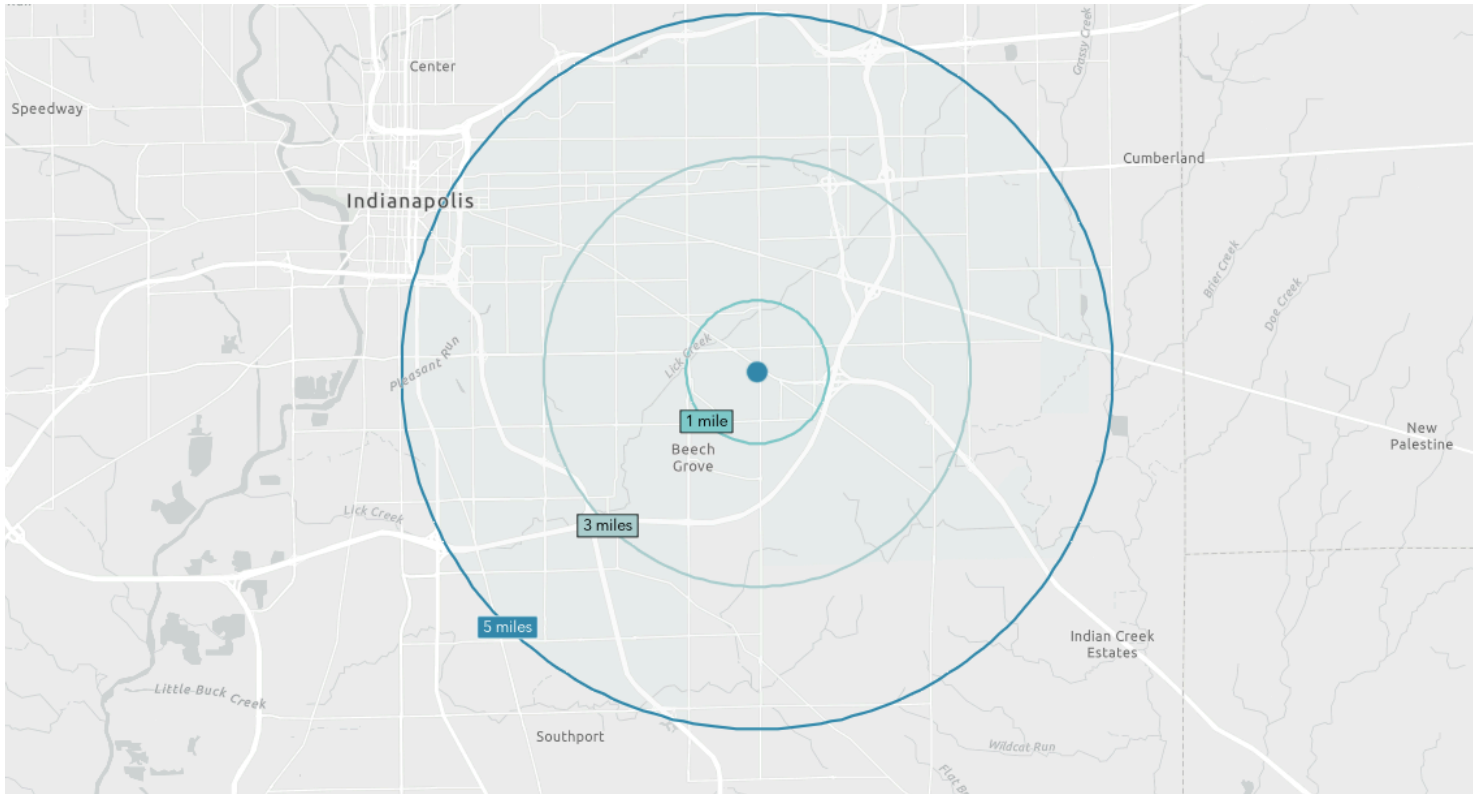 Center
Grassy Creek
Speedway
Cumberland
Indianapolis
Brier Creek
Doe Creek
Pleasant Run
Lick Creek
1 mile
New
Palestine
Beech
Grove
Lick Creek
3 miles
5 miles
Indian Creek
Estates
Little Buck Creek
Southport
Wildcat Run